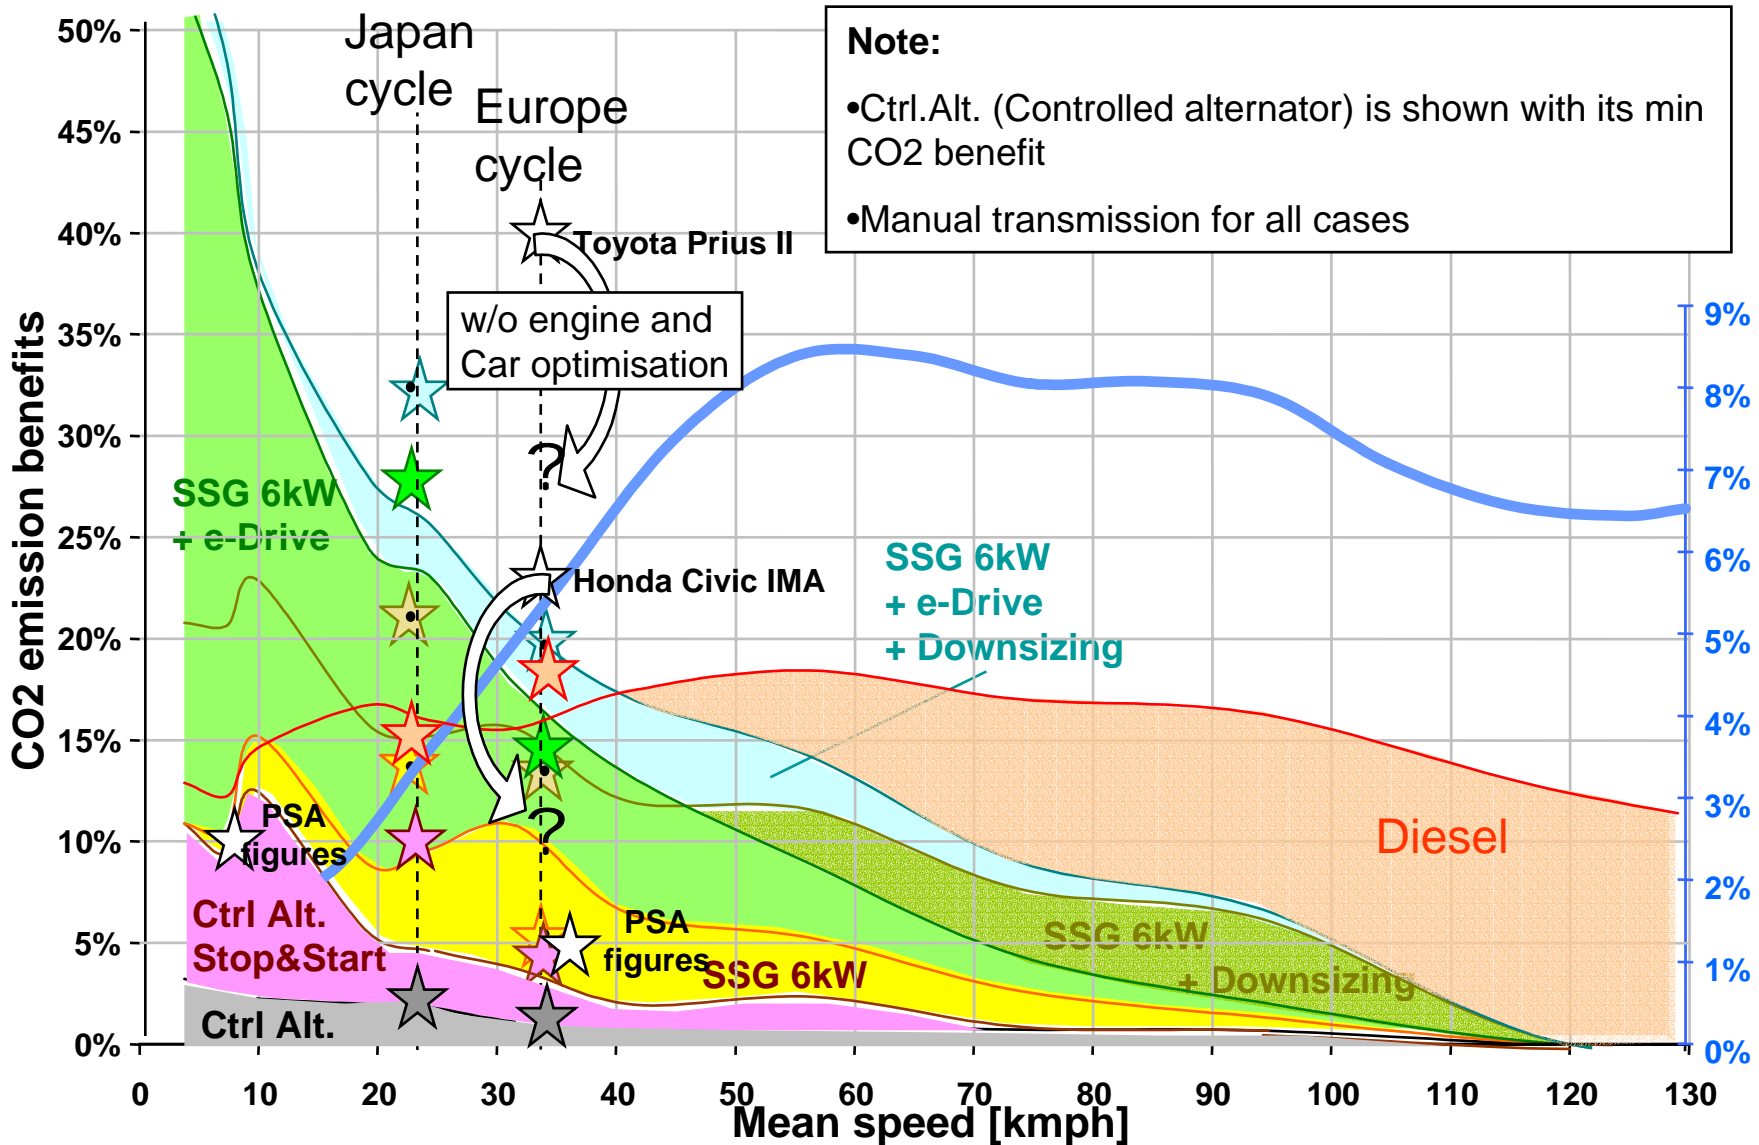 50%
45%
40%
35%
30%
25%
20%
15%
10%
5%
0%
CO2 emission benefits
Japan
cycle
Europe
cycle
Note:
•Ctrl.Alt. (Controlled alternator) is shown with its min
CO2 benefit
•Manual transmission for all cases
Toyota Prius II
w/o engine and
Car optimisation
?
SSG 6kW
+ e-Drive
Honda Civic IMA
SSG 6kW
+ e-Drive
+ Downsizing
PSA
figures
?
Diesel
Ctrl Alt.
Stop&Start
PSA
figures
SSG 6kW
SSG 6kW
+ Downsizing
Ctrl Alt.
9%
8%
7%
6%
5%
4%
3%
2%
1%
0%
0 10 20 30 40 50 60 70 80 90 100 110 120 130
Mean speed [kmph]